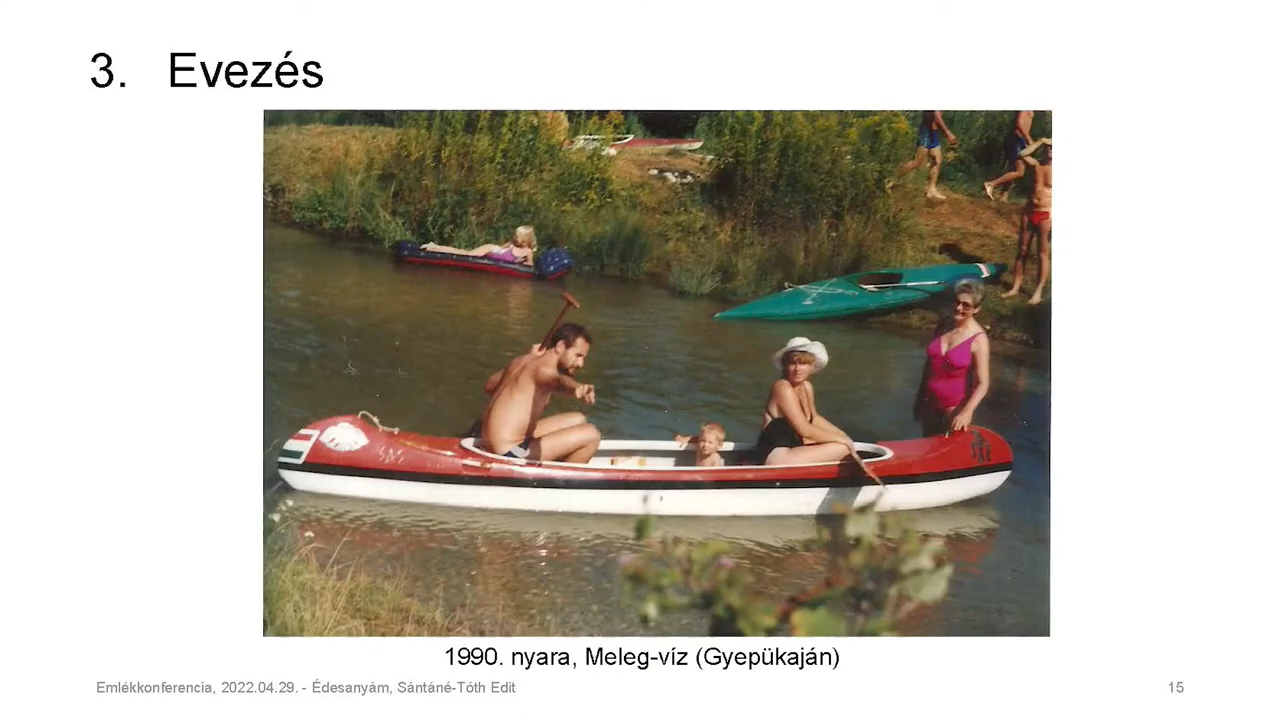 3. Evezés
1990. nyara, Meleg-víz (Gyepükaján)
Emlékkonferencia, 2022.04.29. - Édesanyám, Sántáné-Tóth Edit
15